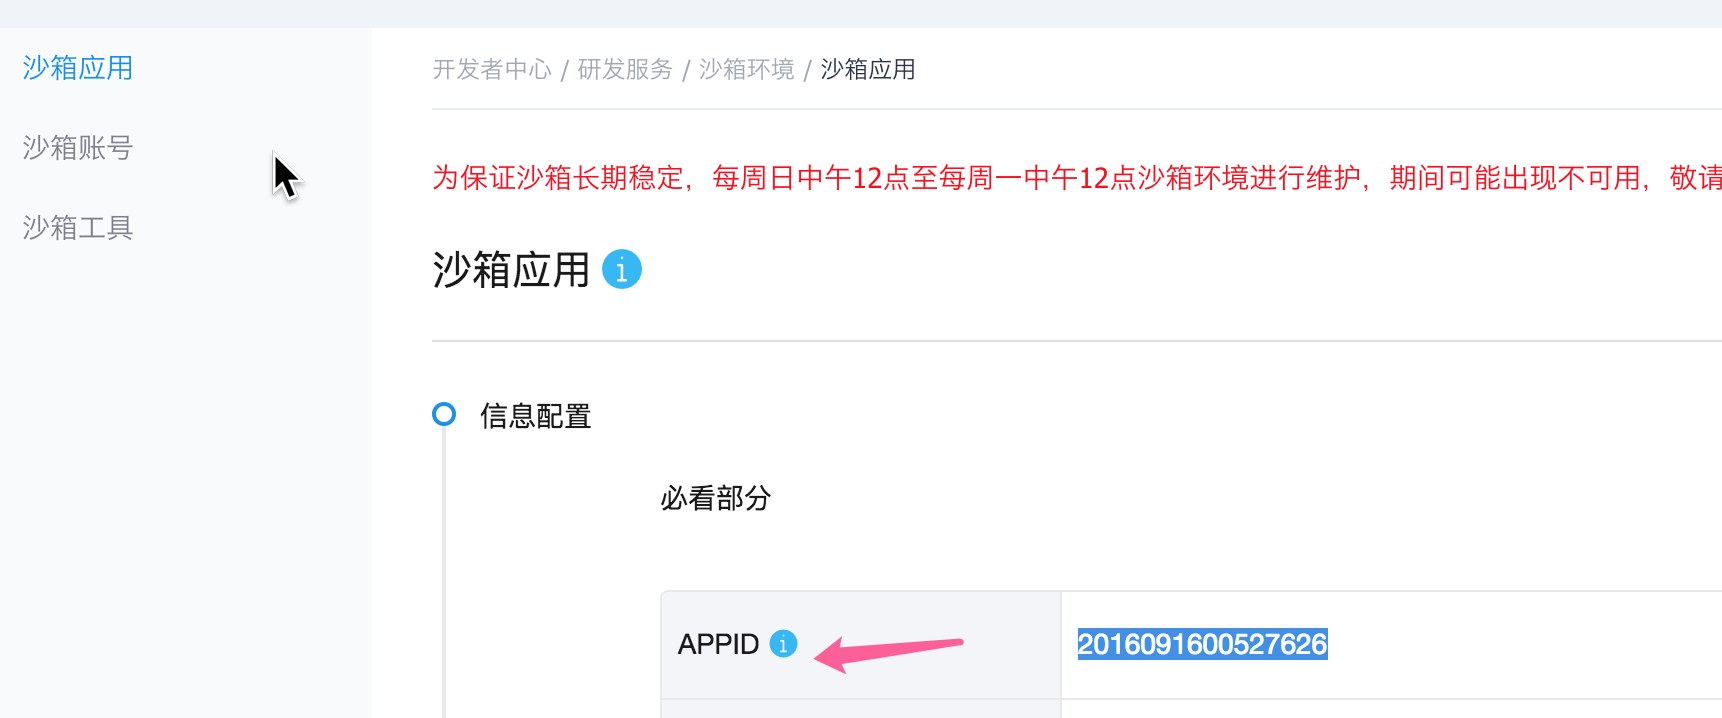 沙箱应用
沙箱账号
沙箱工具
开发者中心 / 研发服务 / 沙箱环境 / 沙箱应用
为保证沙箱长期稳定，每周日中午12点至每周一中午12点沙箱环境进行维护，期间可能出现不可用，敬请
沙箱应用
信息配置
必看部分
APPID 2016091600527626